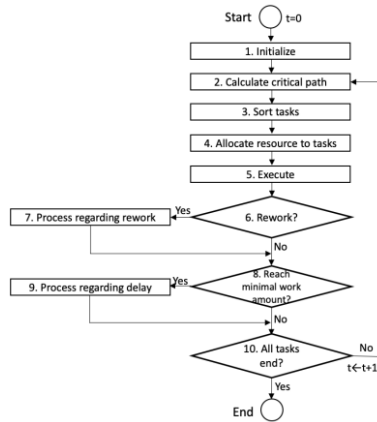 Start t=0
1. Initialize
2. Calculate critical path
3. Sort tasks
4. Allocate resource to tasks
5. Execute
7. Process regarding rework
Yes
6. Rework?
No
9. Process regarding delay
Yes
8. Reach
minimal work
amount?
No
10. All tasks
end?
No
t←t+1
Yes
End